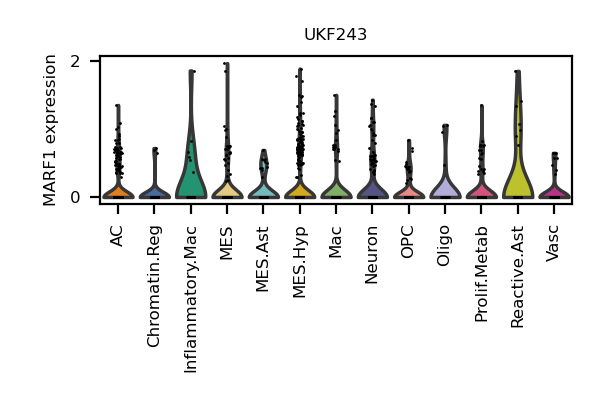 UKF243
MARF1 expression
2
0
AC
Chromatin.Reg
Inflammatory.Mac
MES
MES.Ast
MES.Hyp
Mac
Neuron
OPC
Oligo
Prolif.Metab
Reactive.Ast
Vasc